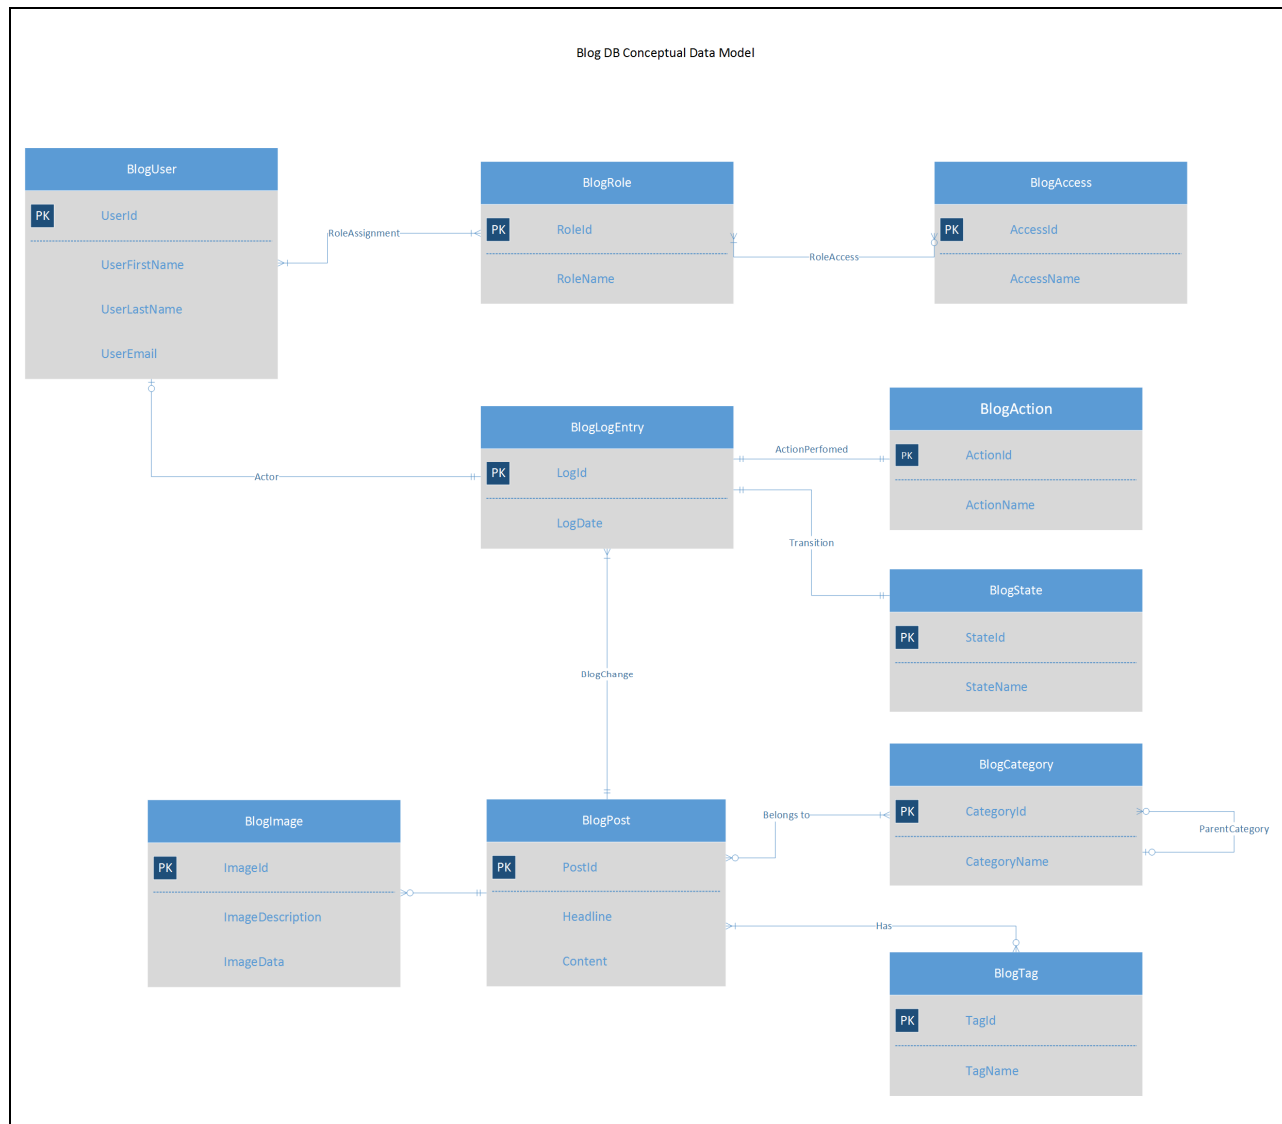 Blog DB Conceptual Data Model
BlogUser
PK UserId
UserFirstName
UserLastName
UserEmail
RoleAssignment
BlogRole
PK RoleId
RoleName
RoleAccess
BlogAccess
PK AccessId
AccessName
Actor
BlogLogEntry
PK LogId
LogDate
ActionPerfomed
BlogAction
PK ActionId
ActionName
Transition
BlogState
PK StateId
StateName
BlogChange
BlogImage
PK ImageId
ImageDescription
ImageData
BlogPost
PK PostId
Headline
Content
Belongs to
BlogCategory
PK CategoryId
CategoryName
ParentCategory
Has
BlogTag
PK TagId
TagName